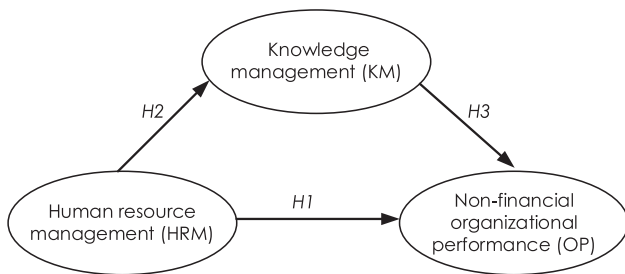 Knowledge
management (KM)
H2
H3
Human resource
management (HRM)
H1
Non-financial
organizational
performance (OP)